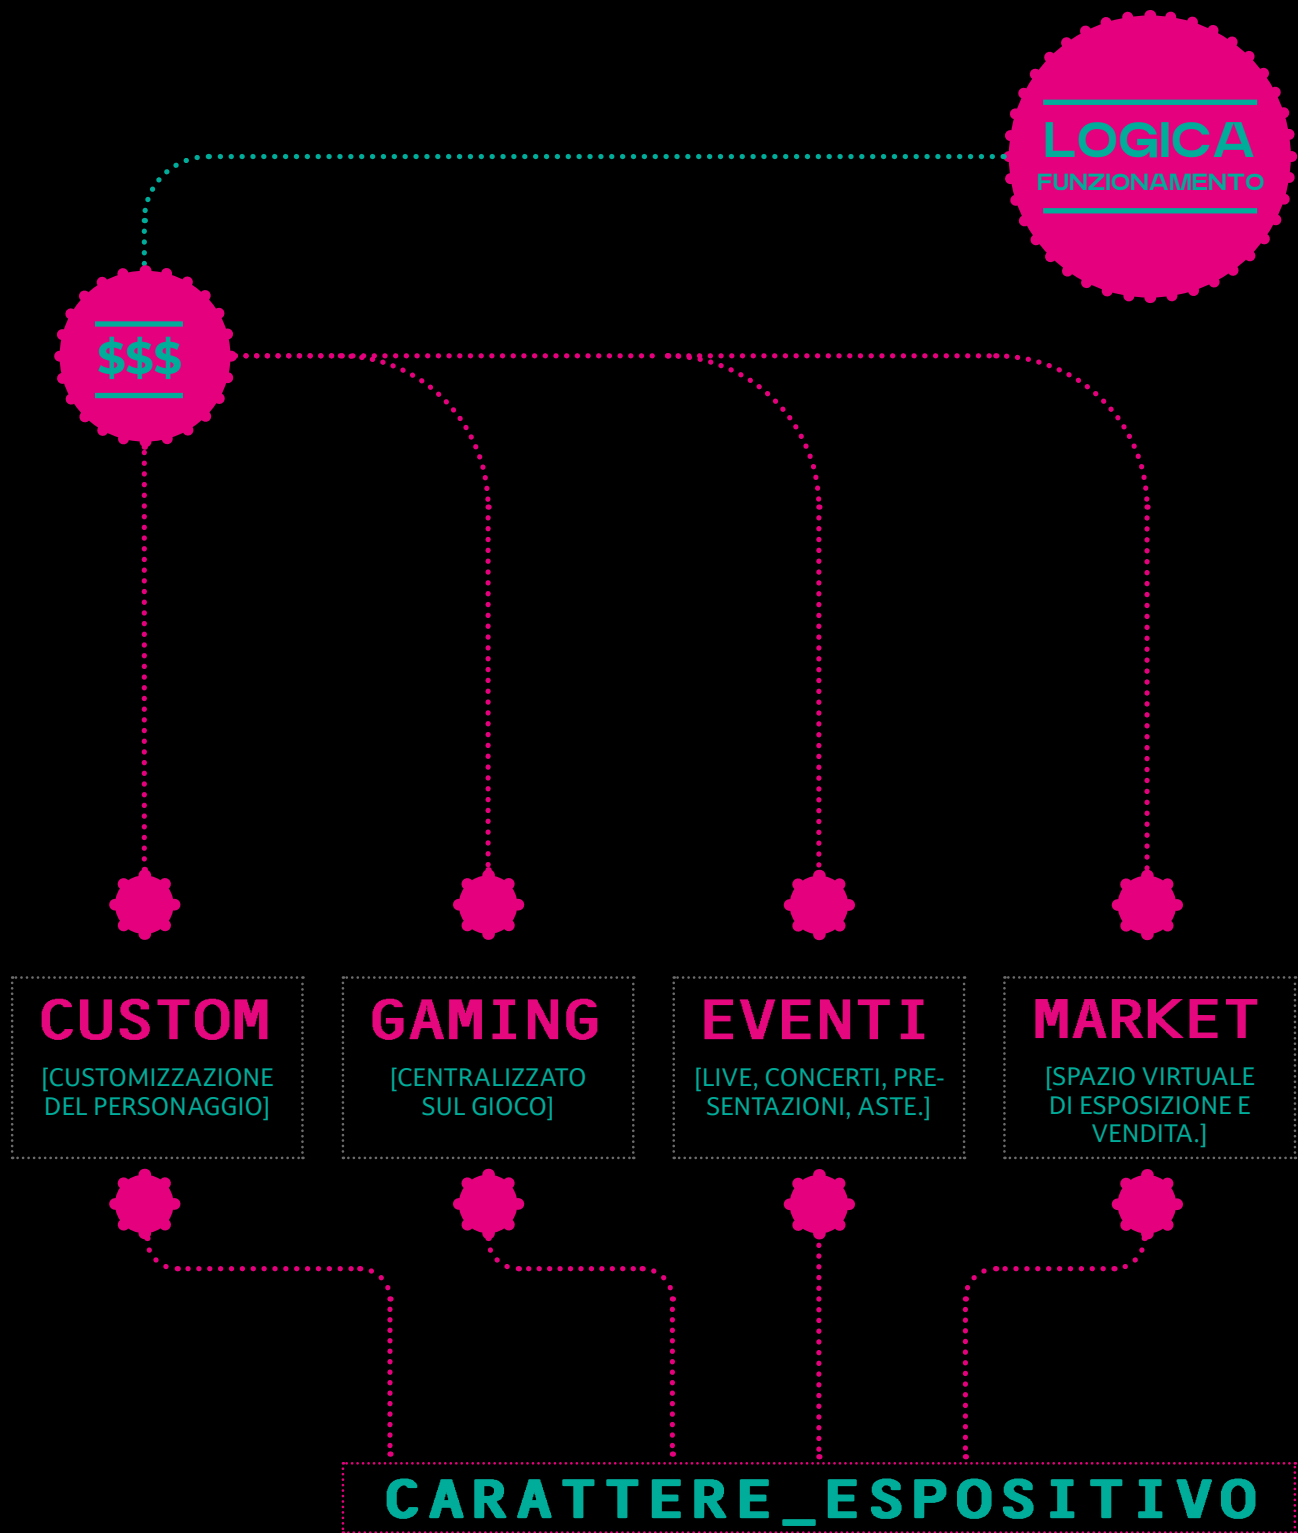 LOGICA
FUNZIONAMENTO
$$$
CUSTOM
[CUSTOMIZZAZIONE
DEL PERSONAGGIO]
GAMING
[CENTRALIZZATO
SUL GIOCO]
EVENTI
[LIVE, CONCERTI, PRE-
SENTAZIONI, ASTE.]
MARKET
[SPAZIO VIRTUALE
DI ESPOSIZIONE E
VENDITA.]
CARATTERE_ESPOSITIVO